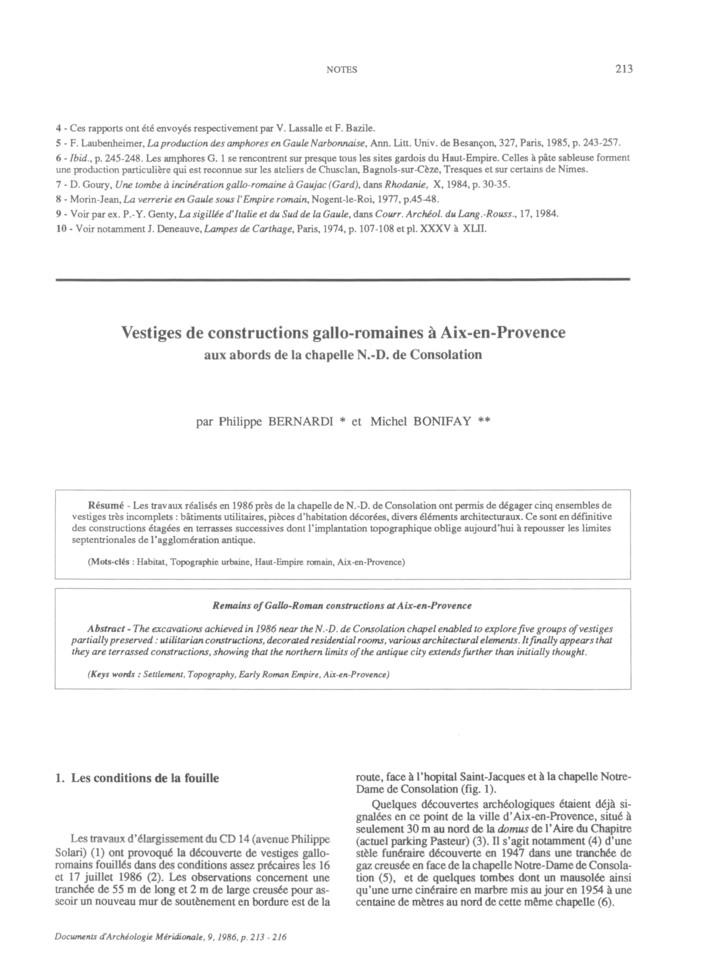 NOTES
213
4 - Ces rapports ont été envoyés respectivement par V. Lassalle et F. Bazile.
5 - F. Laubenheimer, La production des amphores en Gaule Narbonnaise, Ann. Litt. Univ. de Besançon, 327, Paris, 1985, p. 243-257.
6 - Ibid., p. 245-248. Les amphores G. 1 se rencontrent sur presque tous les sites gardois du Haut-Empire. Celles à pâte sableuse forment
une production particulière qui est reconnue sur les ateliers de Chusclan, Bagnols-sur-Cèze, Tresques et sur certains de Nimes.
7 - D. Goury, Une tombe à incinération gallo-romaine à Gaujac (Gard), dans Rhodanie, X, 1984, p. 30-35.
8 - Morin-Jean, La verrerie en Gaule sous l'Empire romain, Nogent-le-Roi, 1977, p.45-48.
9 - Voir par ex. P.-Y. Genty, La sigillée d'Italie et du Sud de la Gaule, dans Courr. Archéol. du Lang.-Rouss., 17, 1984.
10 - Voir notamment J. Deneauve, Lampes de Carthage, Paris, 1974, p. 107-108 et pl. XXXV à XLII.
Vestiges de constructions gallo-romaines à Aix-en-Provence
aux abords de la chapelle N.-D. de Consolation
par Philippe BERNARDI * et Michel BONIFAY **
Résumé - Les travaux réalisés en 1986 près de la chapelle de N.-D. de Consolation ont permis de dégager cinq ensembles de
vestiges très incomplets : bâtiments utilitaires, pièces d'habitation décorées, divers éléments architecturaux. Ce sont en définitive
des constructions étagées en terrasses successives dont l'implantation topographique oblige aujourd'hui à repousser les limites
septentrionales de l'agglomération antique.
(Mots-clés : Habitat, Topographie urbaine, Haut-Empire romain, Aix-en-Provence)
Remains of Gallo-Roman constructions at Aix-en-Provence
Abstract - The excavations achieved in 1986 near the N.-D. de Consolation chapel enabled to explore five groups of vestiges
partially preserved : utilitarian constructions, decorated residential rooms, various architectural elements. It finally appears that
they are terrassed constructions, showing that the northern limits of the antique city extends further than initially thought.
(Keys words : Settlement, Topography, Early Roman Empire, Aix-en-Provence)
1. Les conditions de la fouille
Les travaux d'élargissement du CD 14 (avenue Philippe
Solari) (1) ont provoqué la découverte de vestiges gallo-
romains fouillés dans des conditions assez précaires les 16
et 17 juillet 1986 (2). Les observations concernent une
tranchée de 55 m de long et 2 m de large creusée pour as-
seoir un nouveau mur de soutènement en bordure est de la
route, face à l'hopital Saint-Jacques et à la chapelle Notre-
Dame de Consolation (fig. 1).
Quelques découvertes archéologiques étaient déjà si-
gnalées en ce point de la ville d'Aix-en-Provence, situé à
seulement 30 m au nord de la domus de l'Aire du Chapitre
(actuel parking Pasteur) (3). Il s'agit notamment (4) d'une
stèle funéraire découverte en 1947 dans une tranchée de
gaz creusée en face de la chapelle Notre-Dame de Consola-
tion (5), et de quelques tombes dont un mausolée ainsi
qu'une urne cinéraire en marbre mis au jour en 1954 à une
centaine de mètres au nord de cette même chapelle (6).
Documents d'Archéologie Méridionale, 9, 1986, p. 213 - 216